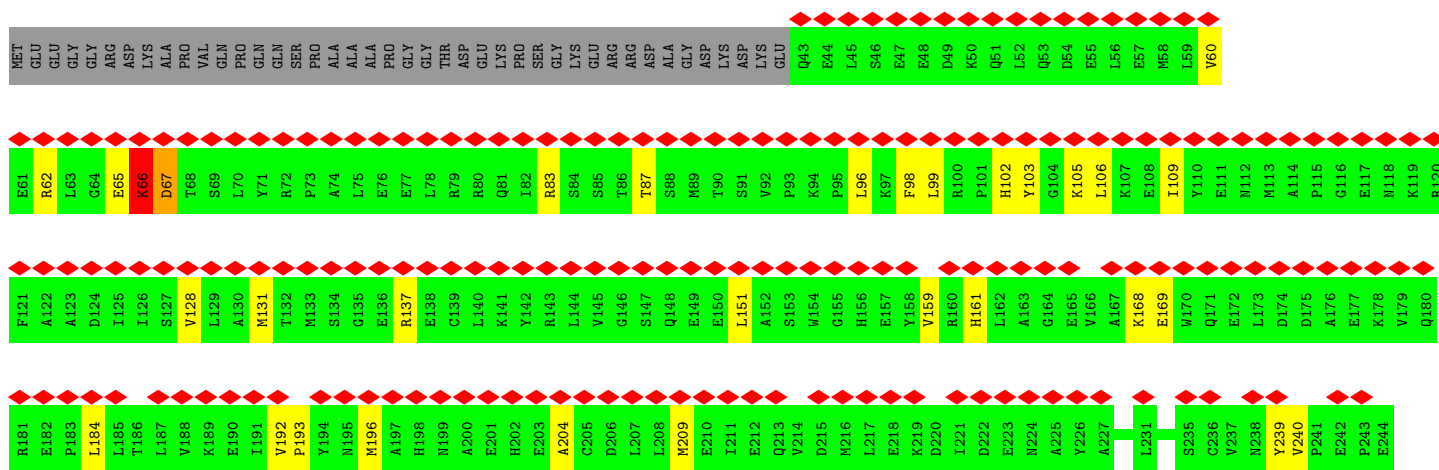 MET GLU GLU GLY GLY ARG ASP LYS ALA PRO VAL GLN PRO GLN GLN SER PRO ALA ALA ALA PRO GLY GLY THR ASP GLU LYS PRO SER GLY LYS GLU ARG ARG ASP ALA GLY ASP LYS ASP LYS GLU Q43 E44 L45 S46 E47 E48 D49 K50 Q51 L52 Q53 D54 E55 L56 E57 M58 L59 V60
E61 R62 L63 G64 E65 K66 D67 T68 S69 L70 Y71 R72 P73 A74 L75 E76 E77 L78 R79 R80 Q81 I82 R83 S84 S85 T86 T87 S88 M89 T90 S91 V92 P93 K94 P95 L96 K97 F98 L99 R100 P101 H102 Y103 G104 K105 L106 K107 E108 I109 Y110 E111 N112 M113 A114 P115 G116 E117 N118 K119 R120
F121 A122 A123 D124 I125 I126 S127 V128 L129 A130 M131 T132 M133 S134 G135 E136 R137 E138 C139 L140 K141 Y142 R143 L144 V145 G146 S147 Q148 E149 E150 L151 A152 S153 W154 G155 H156 E157 Y158 V159 R160 H161 L162 A163 G164 E165 V166 A167 K168 E169 W170 Q171 E172 L173 D174 D175 A176 E177 K178 V179 Q180
R181 E182 P183 L184 L185 T186 L187 V188 K189 E190 I191 V192 P193 Y194 N195 M196 A197 H198 N199 A200 E201 H202 E203 A204 C205 D206 L207 L208 M209 E210 I211 E212 Q213 V214 D215 M216 L217 E218 K219 D220 I221 D222 E223 N224 A225 Y226 A227 L231 S235 C236 V237 N238 Y239 V240 P241 E242 P243 E244